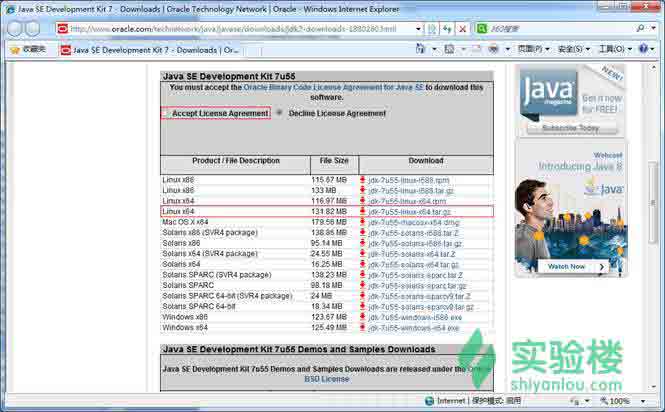 Java SE Development Kit 7 - Downloads | Oracle Technology Network | Oracle - Windows Internet Explorer
360搜索
收藏夹
Java SE Development Kit 7 - Downloads | Or...
页面(P)
安全(S)
工具(O)
Java SE Development Kit 7u55
You must accept the Oracle Binary Code License Agreement for Java SE to download this
software.
Accept License Agreement Decline License Agreement
Product / File Description File Size Download
Linux x86 115.67 MB jdk-7u55-linux-i586.rpm
Linux x86 133 MB jdk-7u55-linux-i586.tar.gz
Linux x64 116.97 MB jdk-7u55-linux-x64.rpm
Linux x64 131.82 MB jdk-7u55-linux-x64.tar.gz
Mac OS X x64 179.56 MB jdk-7u55-macosx-x64.dmg
Solaris x86 (SVR4 package) 138.86 MB jdk-7u55-solaris-i586.tar.Z
Solaris x86 95.14 MB jdk-7u55-solaris-i586.tar.gz
Solaris x64 (SVR4 package) 24.55 MB jdk-7u55-solaris-x64.tar.Z
Solaris x64 16.25 MB jdk-7u55-solaris-x64.tar.gz
Solaris SPARC (SVR4 package) 138.23 MB jdk-7u55-solaris-sparc.tar.Z
Solaris SPARC 98.18 MB jdk-7u55-solaris-sparc.tar.gz
Solaris SPARC 64-bit (SVR4 package) 24 MB jdk-7u55-solaris-sparcv9.tar.Z
Solaris SPARC 64-bit 18.34 MB jdk-7u55-solaris-sparcv9.tar.gz
Windows x86 123.67 MB jdk-7u55-windows-i586.exe
Windows x64 125.49 MB jdk-7u55-windows-x64.exe
Java SE Development Kit 7u55 Demos and Samples Downloads
Java SE Development Kit 7u55 Demos and Samples Downloads are released under the Oracle
BSD License
NEW!
Java
magazine
Get it now
for FREE!
Subscribe Today
Webcast
Introducing Java 8
Java
Watch Now
实验楼
shiyanlou.com
Internet | 保护模式: 启用
100%